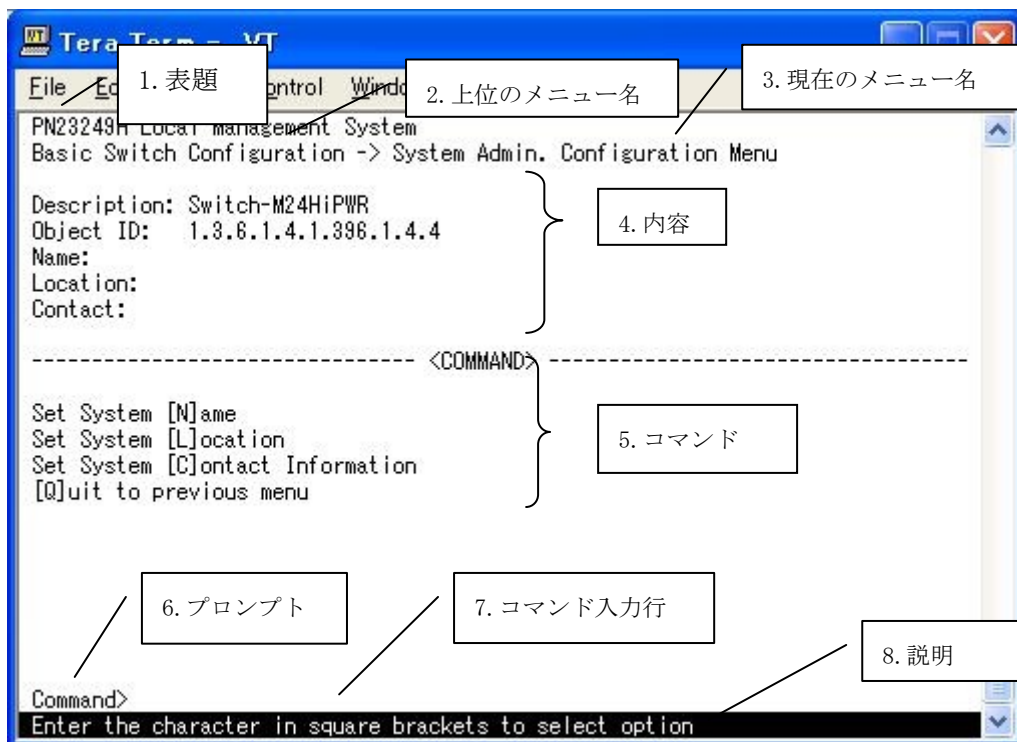 Tera Term - VT
1.表題
2.上位のメニュー名
3.現在のメニュー名
File ontrol
PN23249H Local Management System
Basic Switch Configuration -> System Admin. Configuration Menu
Description: Switch-M24HiPWR
Object ID: 1.3.6.1.4.1.396.1.4.4
Name:
Location:
Contact:
4.内容
<COMMAND>
Set System [N]ame
Set System [L]ocation
Set System [C]ontact Information
[Q]uit to previous menu
5.コマンド
6.プロンプト
7.コマンド入力行
8.説明
Command>
Enter the character in square brackets to select option